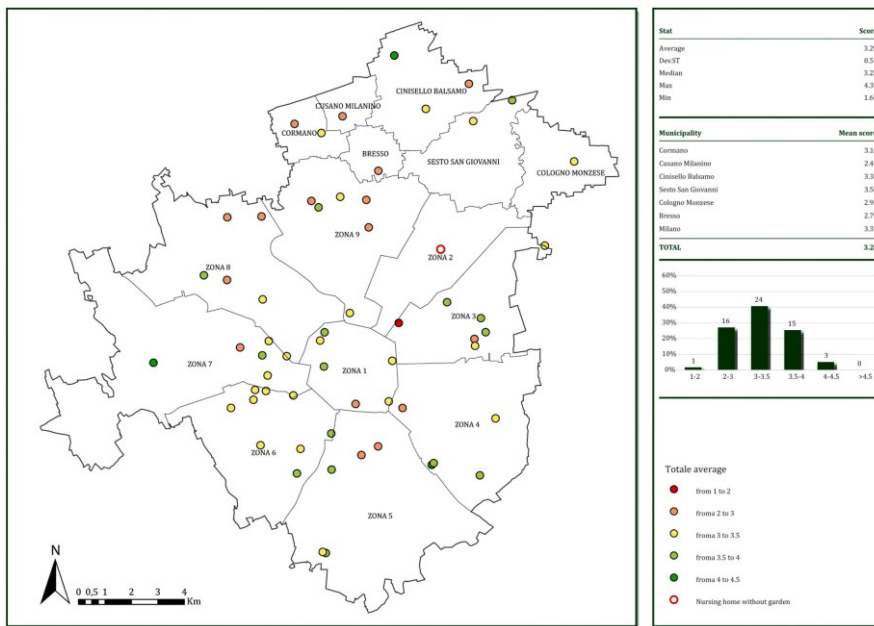 CINISELLO BALSAMO
CUSANO MILANINO
CORMANO
BRESSO
SESTO SAN GIOVANNI
COLOGNO MONZESE
ZONA 9
ZONA 2
ZONA 8
ZONA 3
ZONA 7
ZONA 1
ZONA 4
ZONA 6
ZONA 5
N
0 0,5 1 2 3 4
Km
Stat Scor
Average 3.2
Dev.ST 0.5
Median 3.2
Max 4.3
Min 1.6
Municipality Mean score
Cormano 3.1
Cusano Milanino 2.4
Cinisello Balsamo 3.3
Sesto San Giovanni 3.5
Cologno Monzese 2.9
Bresso 2.7
Milano 3.3
TOTAL 3.2
60%
50%
40%
30%
20%
10%
0%
1 16 24 15 3 0
1-2 2-3 3-3.5 3.5-4 4-4.5 >4.5
Totale average
from 1 to 2
froma 2 to 3
froma 3 to 3.5
froma 3.5 to 4
froma 4 to 4.5
Nursing home without garden